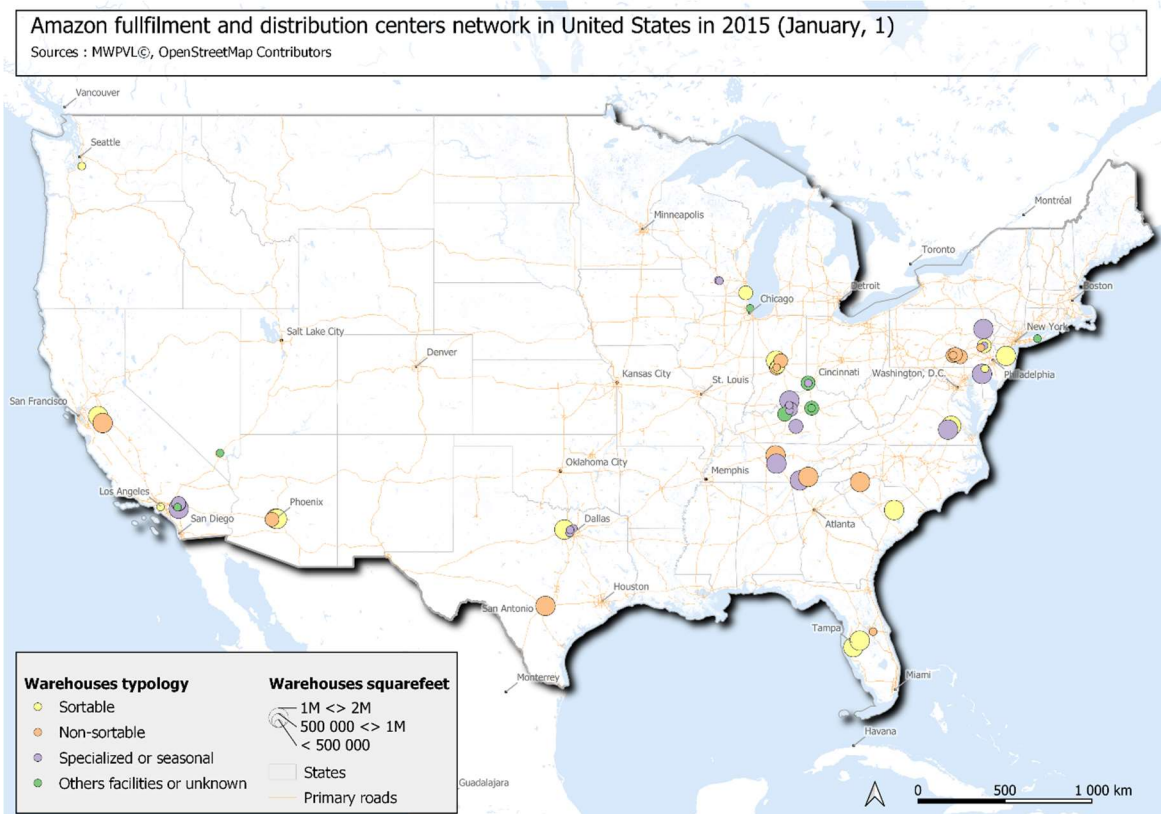 Amazon fullfilment and distribution centers network in United States in 2015 (January, 1)
Sources : MWPVL©, OpenStreetMap Contributors
Vancouver
Seattle
Montréal
Minneapolis
Toronto
Boston
Detroit
Chicago
New York
Salt Lake City
Denver
Cincinnati
Washington, D.C.
Philadelphia
Kansas City
St. Louis
San Francisco
Oklahoma City
Memphis
Los Angeles
Phoenix
San Diego
Dallas
Atlanta
Houston
San Antonio
Tampa
Miami
Monterrey
Havana
Guadalajara
Warehouses typology
Sortable
Non-sortable
Specialized or seasonal
Others facilities or unknown
Warehouses squarefeet
1M <> 2M
500 000 <> 1M
< 500 000
States
Primary roads
0 500 1 000 km